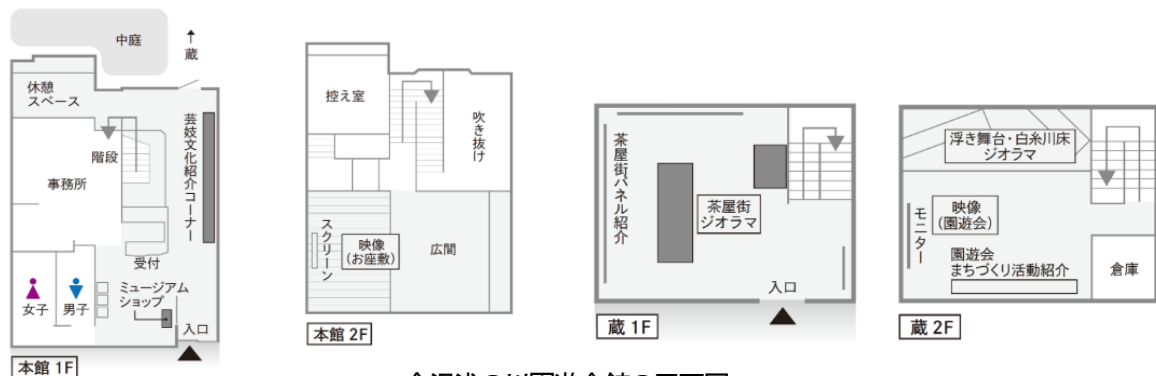 中庭
↑
蔵
休憩
スペース
階段
事務所
芸妓文化紹介コーナー
受付
女子
男子
ミュージアム
ショップ
入口
本館 1F
控え室
吹き抜け
スクリーン
映像
(お座敷)
広間
本館 2F
茶屋街パネル紹介
茶屋街
ジオラマ
入口
蔵 1F
浮き舞台・白糸川床
ジオラマ
モニター
映像
(園遊会)
園遊会
まちづくり活動紹介
倉庫
蔵 2F